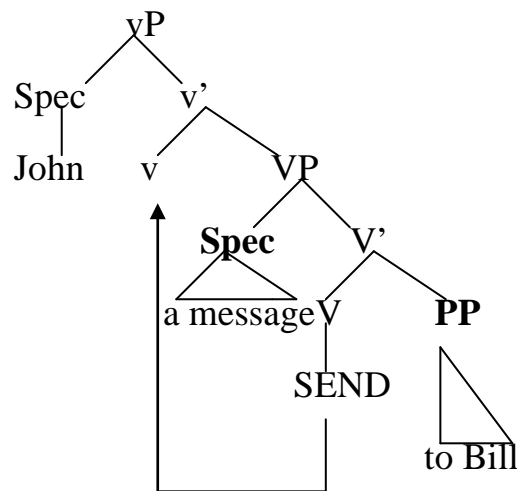 vP
Spec v’
John v VP
Spec V’
a message V PP
SEND
to Bill